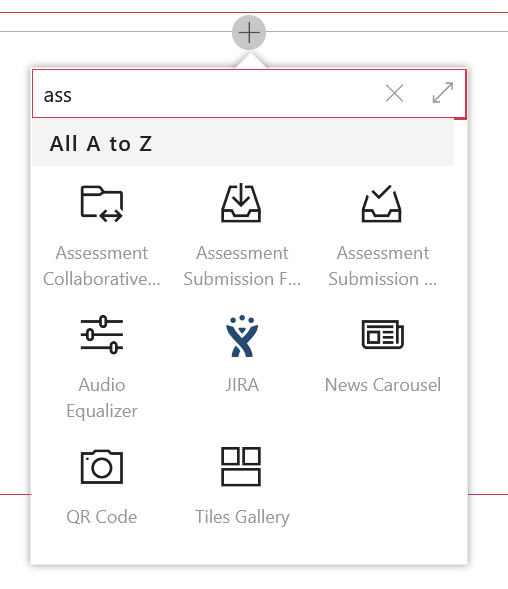 ass
All A to Z
Assessment
Collaborative...
Assessment
Submission F...
Assessment
Submission ...
Audio
Equalizer
JIRA
News Carousel
QR Code
Tiles Gallery